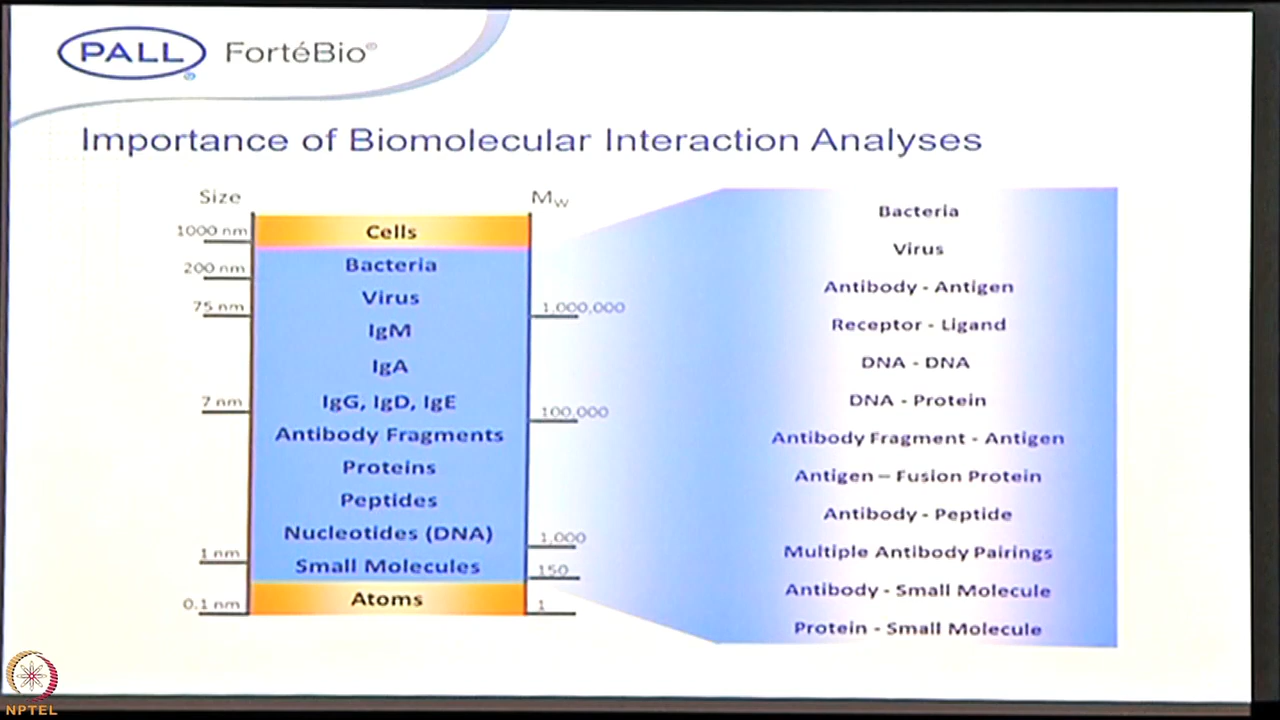 PALL FortéBio®
Importance of Biomolecular Interaction Analyses
Size
Mw
1000 nm
200 nm
75 nm
7 nm
1 nm
0.1 nm
Cells
Bacteria
Virus
IgM
IgA
IgG, IgD, IgE
Antibody Fragments
Proteins
Peptides
Nucleotides (DNA)
Small Molecules
Atoms
1,000,000
100,000
1,000
150
1
Bacteria
Virus
Antibody - Antigen
Receptor - Ligand
DNA - DNA
DNA - Protein
Antibody Fragment - Antigen
Antigen – Fusion Protein
Antibody - Peptide
Multiple Antibody Pairings
Antibody - Small Molecule
Protein - Small Molecule
NPTEL